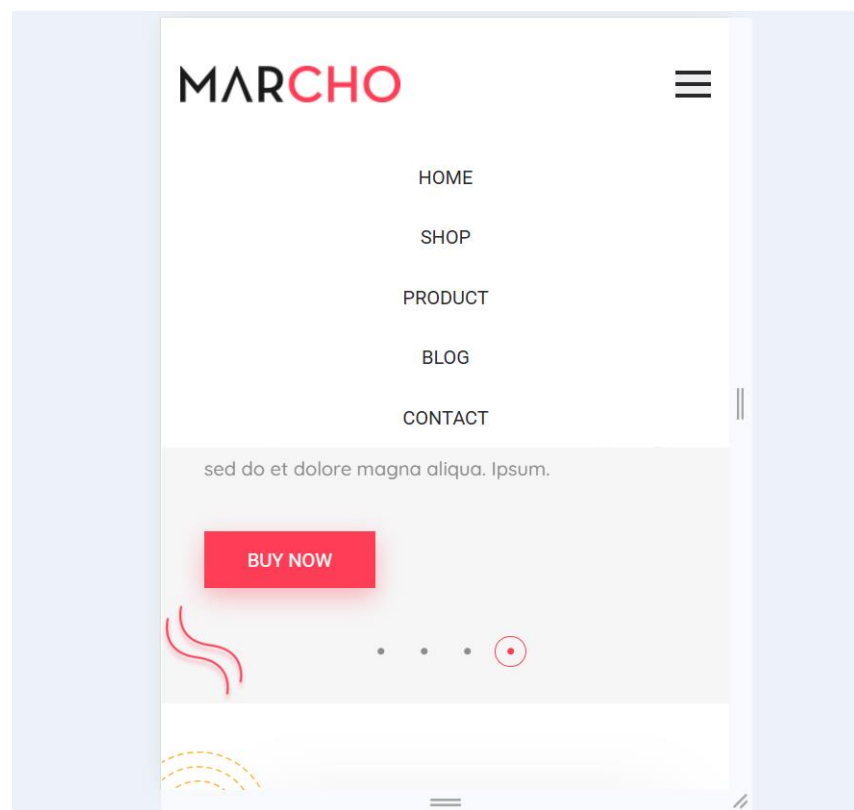 MARCHO
HOME
SHOP
PRODUCT
BLOG
CONTACT
sed do et dolore magna aliqua. Ipsum.
BUY NOW